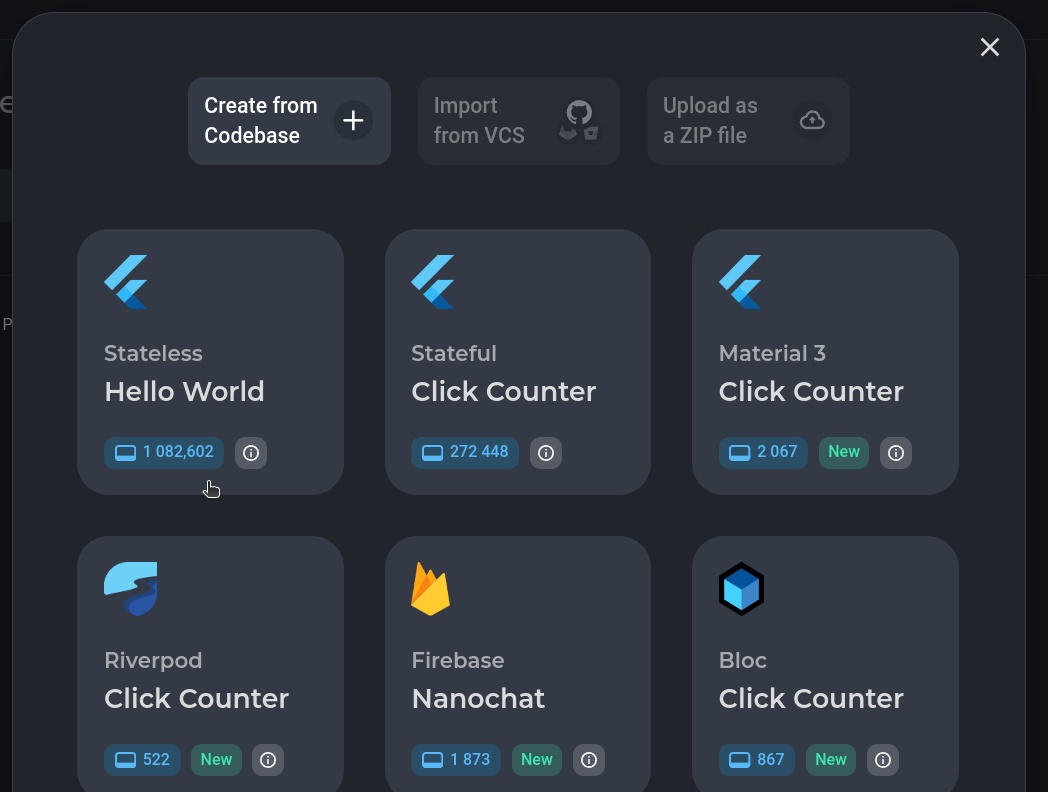 Create from
Codebase
Import
from VCS
Upload as
a ZIP file
Stateless
Hello World
1 082,602
Stateful
Click Counter
272 448
Material 3
Click Counter
2 067
New
Riverpod
Click Counter
522
New
Firebase
Nanochat
1 873
New
Bloc
Click Counter
867
New